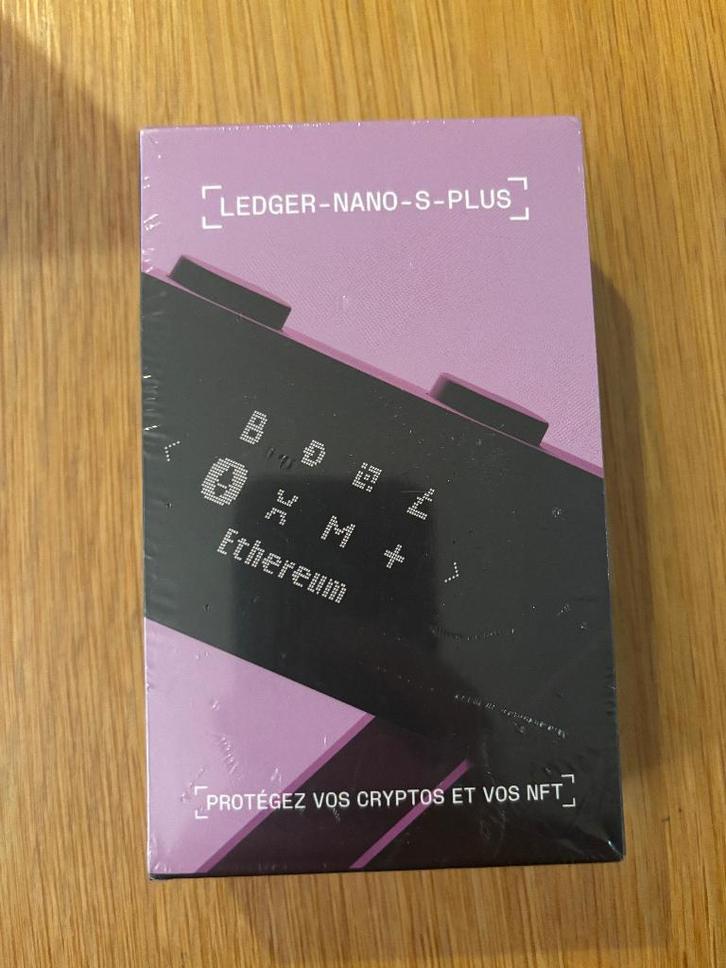 LEDGER-NANO-S-PLUS
Ethereum
PROTÉGEZ VOS CRYPTOS ET VOS NFT